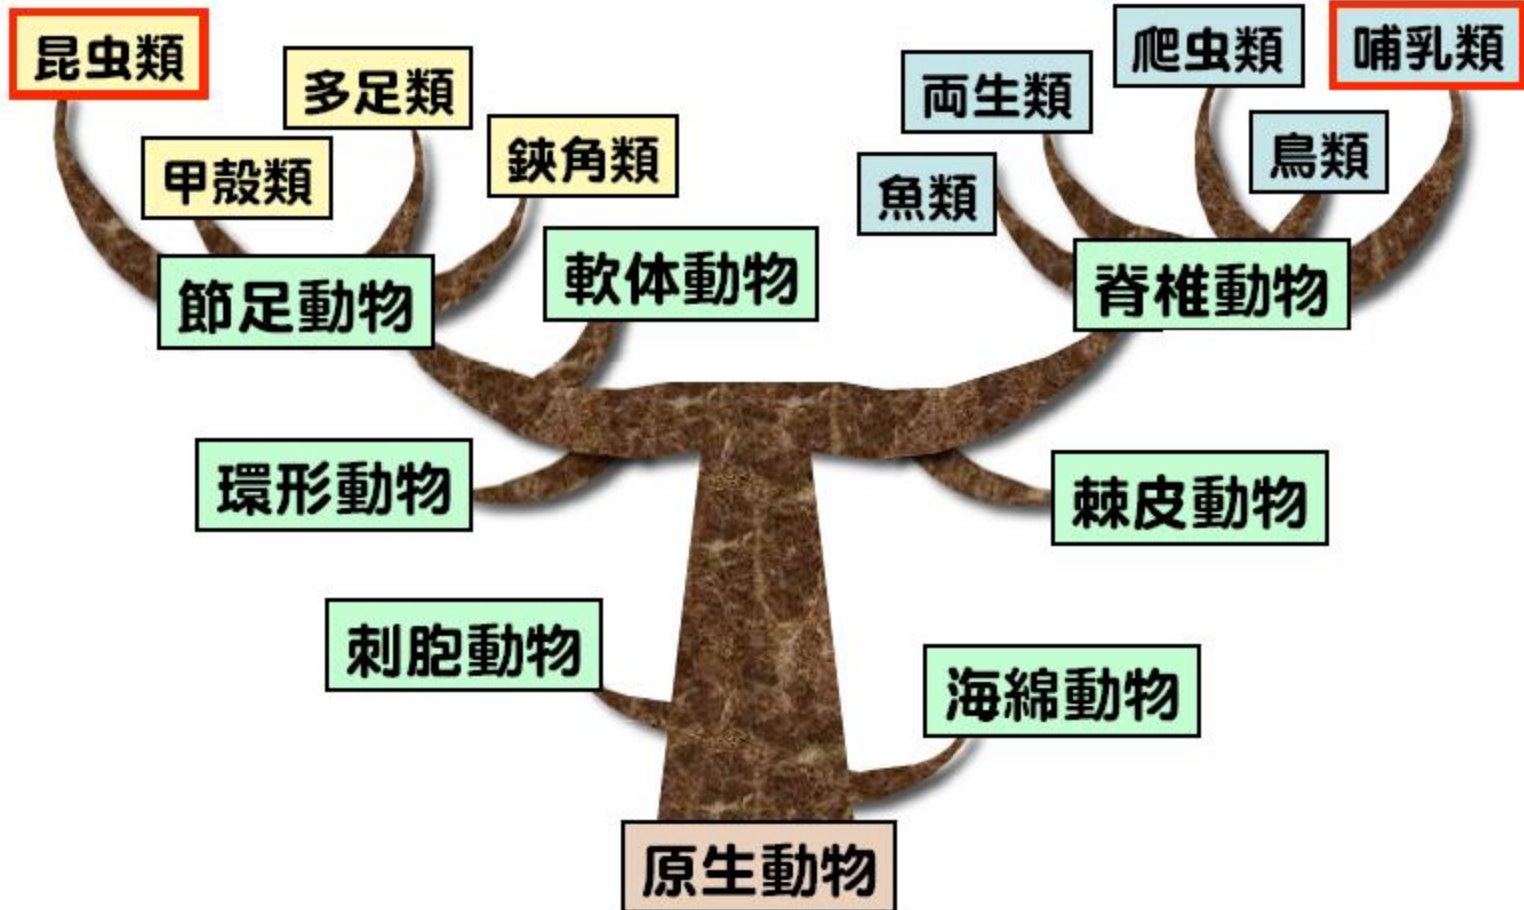 昆虫類
多足類
甲殻類
鋏角類
両生類
爬虫類
哺乳類
魚類
鳥類
節足動物
軟体動物
脊椎動物
環形動物
棘皮動物
刺胞動物
海綿動物
原生動物